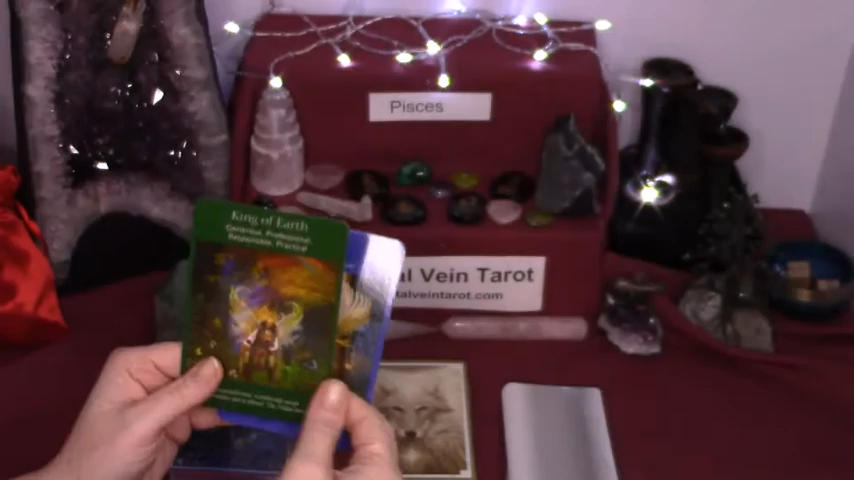 Pisces
King of Earth
Generous, Professional,
Responsible, Practical
al Vein Tarot
talveintarot.com